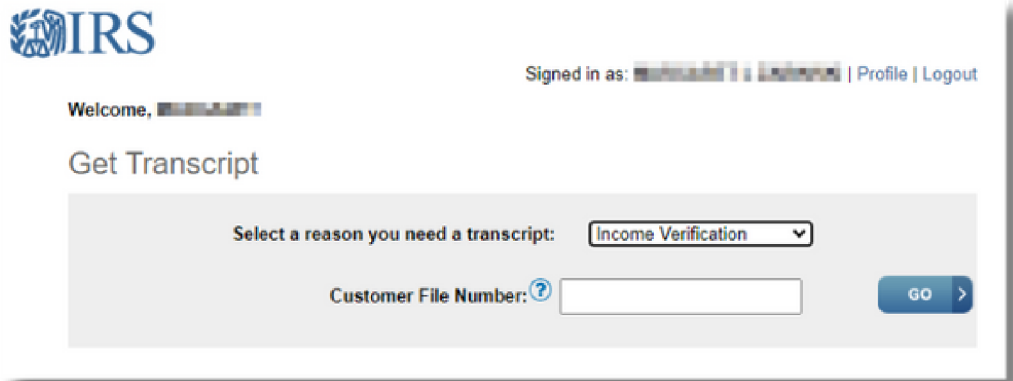 IRS
Signed in as: | Profile | Logout
Welcome,
Get Transcript
Select a reason you need a transcript: Income Verification
Customer File Number: ? GO >